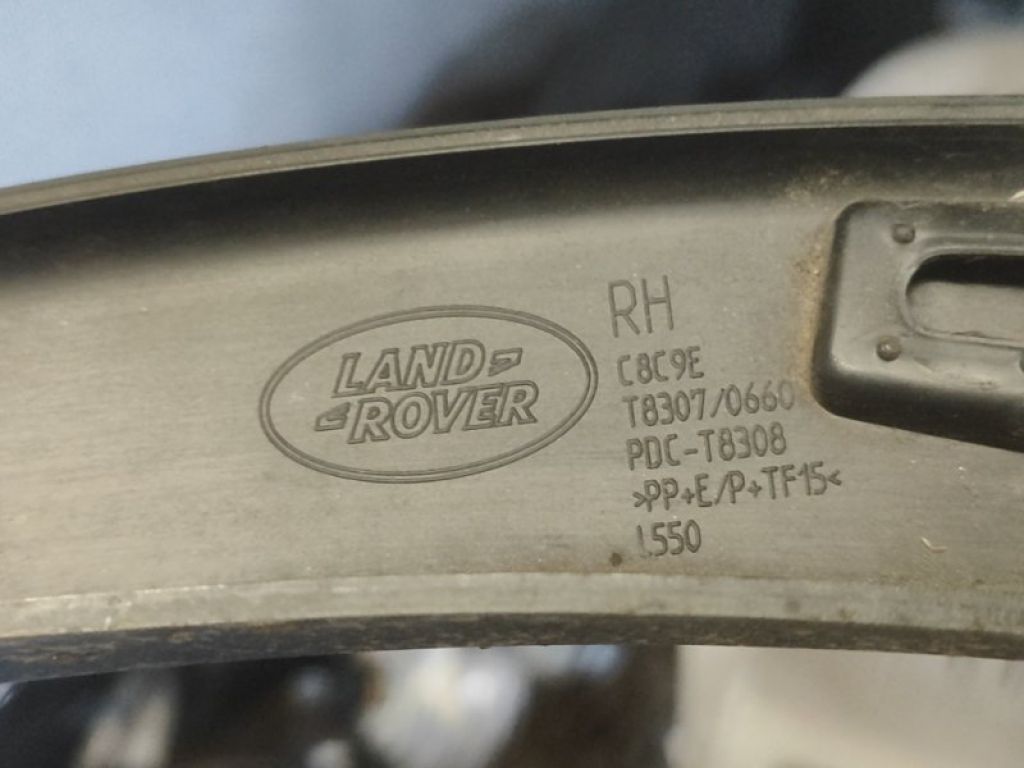 LAND
ROVER
RH
C8C9E
T8307/0660
PDC-T8308
>PP+E/P+TF15<
L550